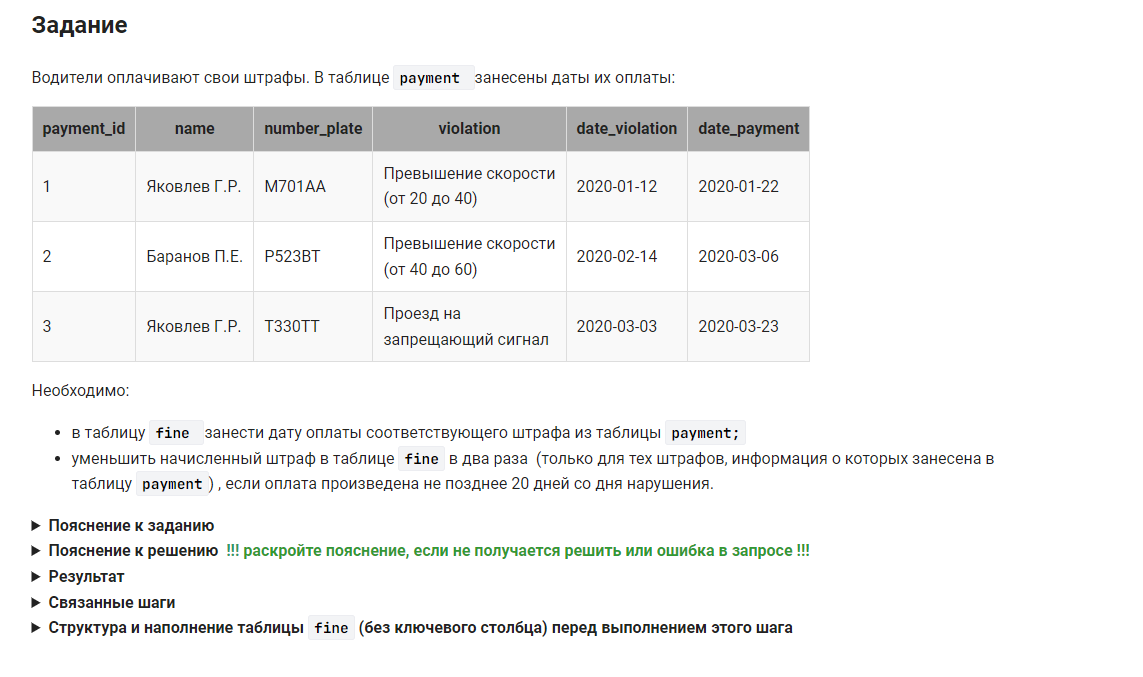 Задание
Водители оплачивают свои штрафы. В таблице payment занесены даты их оплаты:
payment_id name number_plate violation date_violation date_payment
1 Яковлев Г.Р. М701АА Превышение скорости (от 20 до 40) 2020-01-12 2020-01-22
2 Баранов П.Е. Р523ВТ Превышение скорости (от 40 до 60) 2020-02-14 2020-03-06
3 Яковлев Г.Р. Т330ТТ Проезд на запрещающий сигнал 2020-03-03 2020-03-23
Необходимо:
• в таблицу fine занести дату оплаты соответствующего штрафа из таблицы payment;
• уменьшить начисленный штраф в таблице fine в два раза (только для тех штрафов, информация о которых занесена в
таблицу payment) , если оплата произведена не позднее 20 дней со дня нарушения.
Пояснение к заданию
Пояснение к решению !!! раскройте пояснение, если не получается решить или ошибка в запросе !!!
Результат
Связанные шаги
Структура и наполнение таблицы fine (без ключевого столбца) перед выполнением этого шага